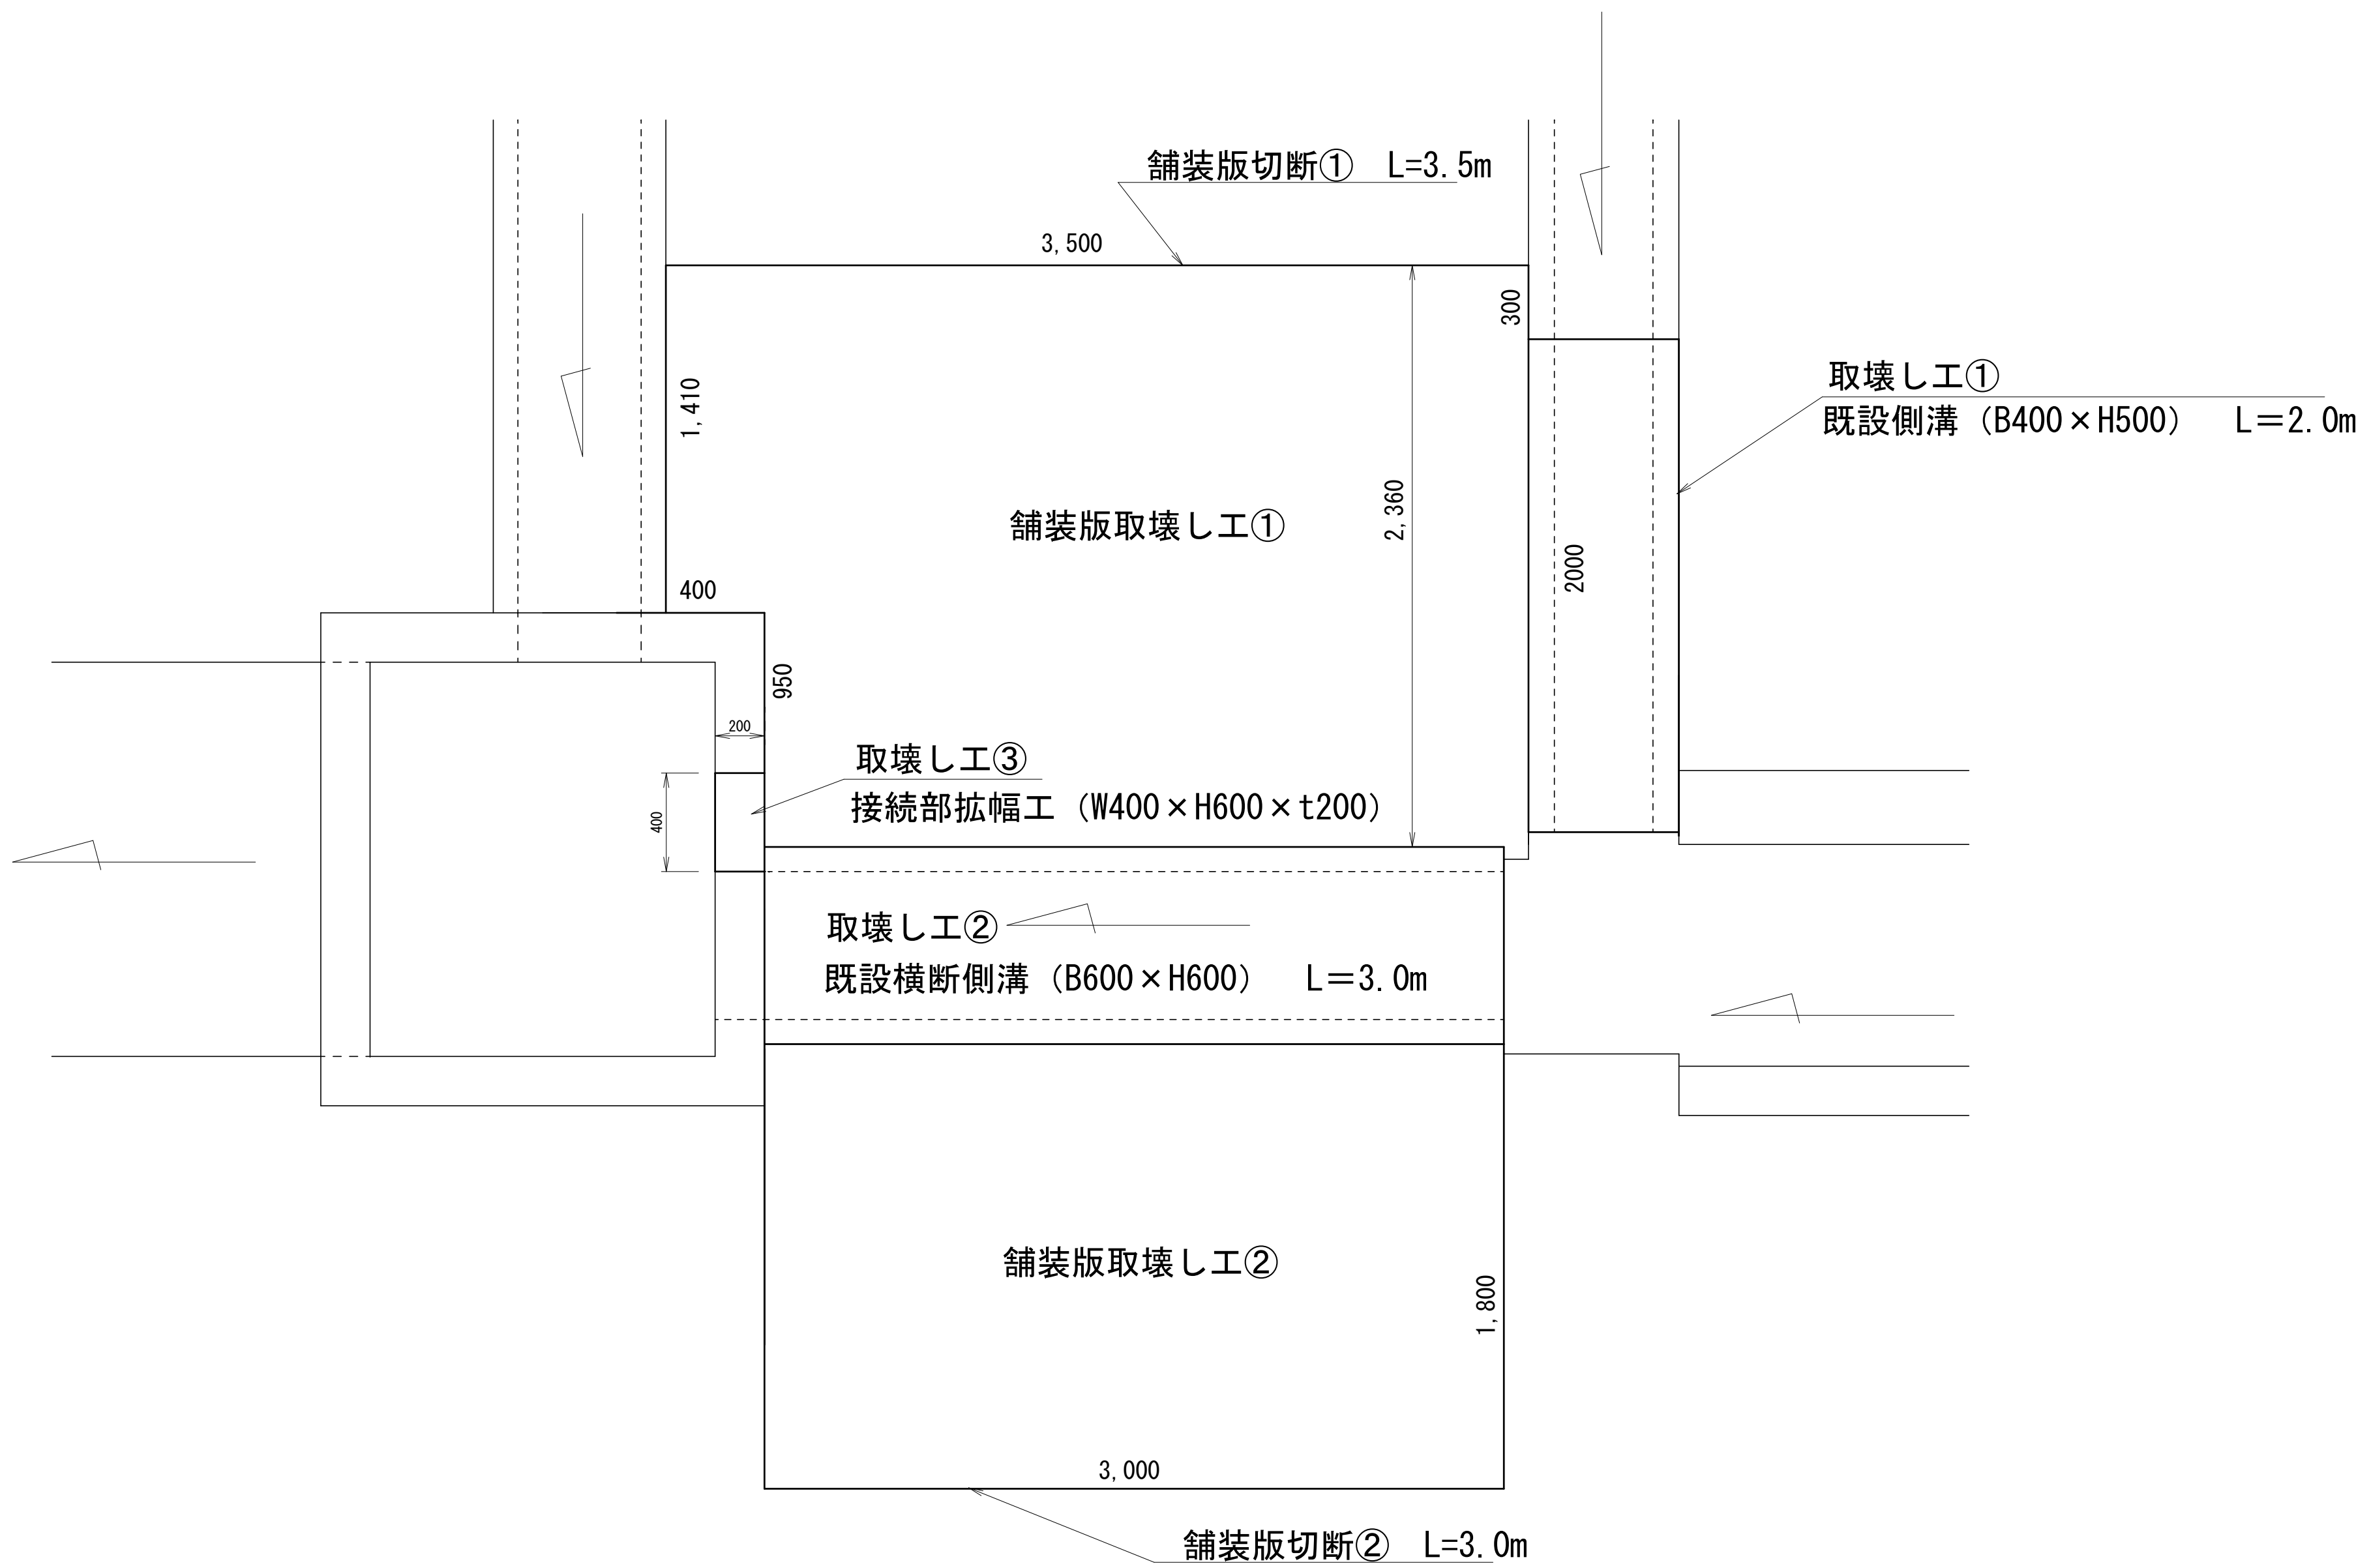 舗装版切断① L=3.5m
3,500
300
取壊し工①
既設側溝（B400×H500） L＝2.0m
1,410
2,360
舗装版取壊し工①
2000
400
950
200
取壊し工③
接続部拡幅工（W400×H600×t200）
400
取壊し工②
既設横断側溝（B600×H600） L＝3.0m
舗装版取壊し工②
1,800
3,000
舗装版切断② L=3.0m